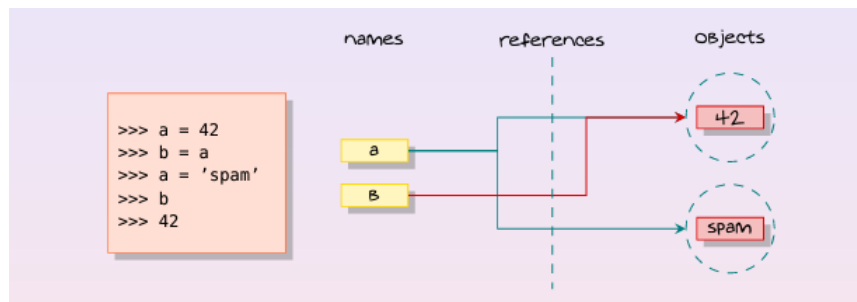 names references objects
>>> a = 42
>>> b = a
>>> a = ’spam’
>>> b
>>> 42
a
B
42
spam